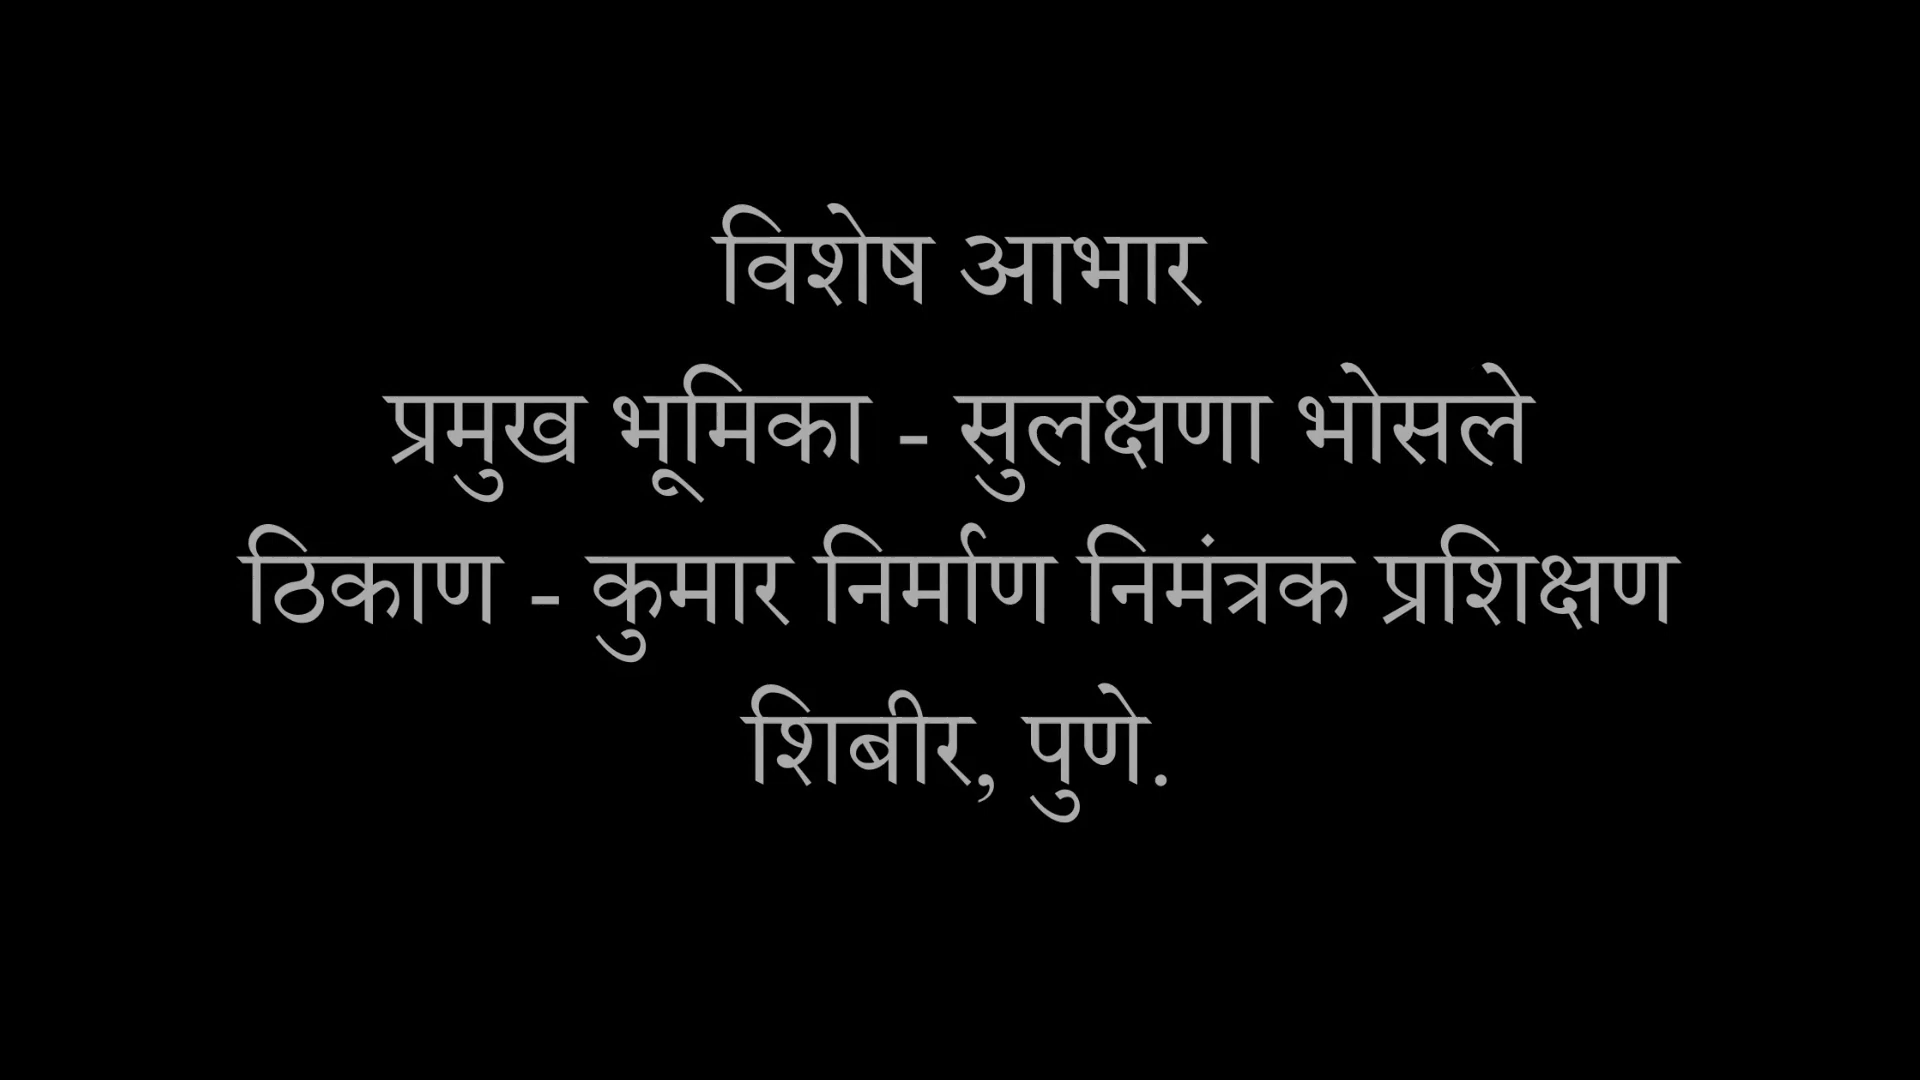 विशेष आभार
प्रमुख भूमिका - सुलक्षणा भोसले
ठिकाण - कुमार निर्माण निमंत्रक प्रशिक्षण
शिबीर, पुणे.